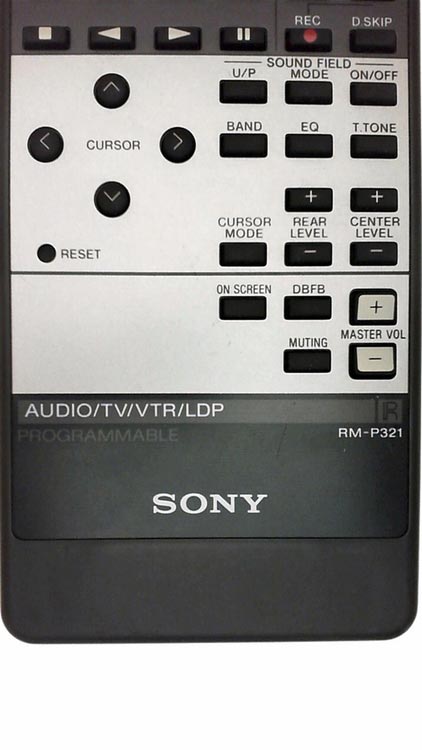 REC D.SKIP
SOUND FIELD
U/P MODE ON/OFF
CURSOR
BAND EQ T.TONE
+ +
CURSOR MODE REAR LEVEL CENTER LEVEL
− −
RESET
ON SCREEN DBFB
+
MUTING MASTER VOL
−
AUDIO/TV/VTR/LDP
PROGRAMMABLE RM-P321
SONY